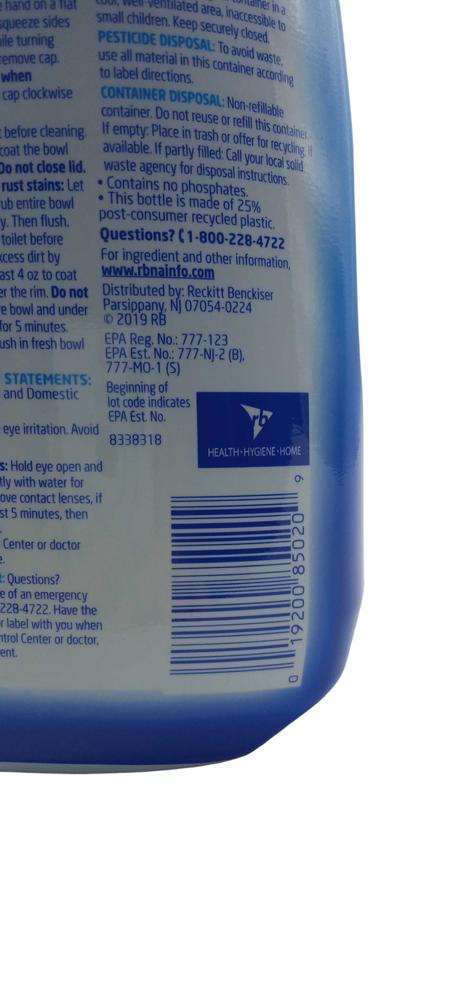 hand on a flat
squeeze sides
while turning
remove cap.
when
cap clockwise
before cleaning.
coat the bowl
Do not close lid.
rust stains: Let
entire bowl
Then flush.
toilet before
dirt by
4 oz to coat
the rim. Do not
bowl and under
for 5 minutes.
in fresh bowl
STATEMENTS:
and Domestic
eye irritation. Avoid
Hold eye open and
with water for
contact lenses, if
5 minutes, then
Center or doctor
Questions?
of an emergency
228-4722. Have the
label with you when
Center or doctor,
container in a
cool, well-ventilated area, inaccessible to
small children. Keep securely closed.
PESTICIDE DISPOSAL: To avoid waste,
use all material in this container according
to label directions.
CONTAINER DISPOSAL: Non-refillable
container. Do not reuse or refill this container.
If empty: Place in trash or offer for recycling, if
available. If partly filled: Call your local solid
waste agency for disposal instructions.
• Contains no phosphates.
• This bottle is made of 25%
post-consumer recycled plastic.
Questions? 1-800-228-4722
For ingredient and other information,
www.rbnainfo.com
Distributed by: Reckitt Benckiser
Parsippany, NJ 07054-0224
© 2019 RB
EPA Reg. No.: 777-123
EPA Est. No.: 777-NJ-2 (B),
777-MO-1 (S)
Beginning of
lot code indicates
EPA Est. No.
8338318
rb
HEALTH•HYGIENE•HOME
0 19200 85020 9